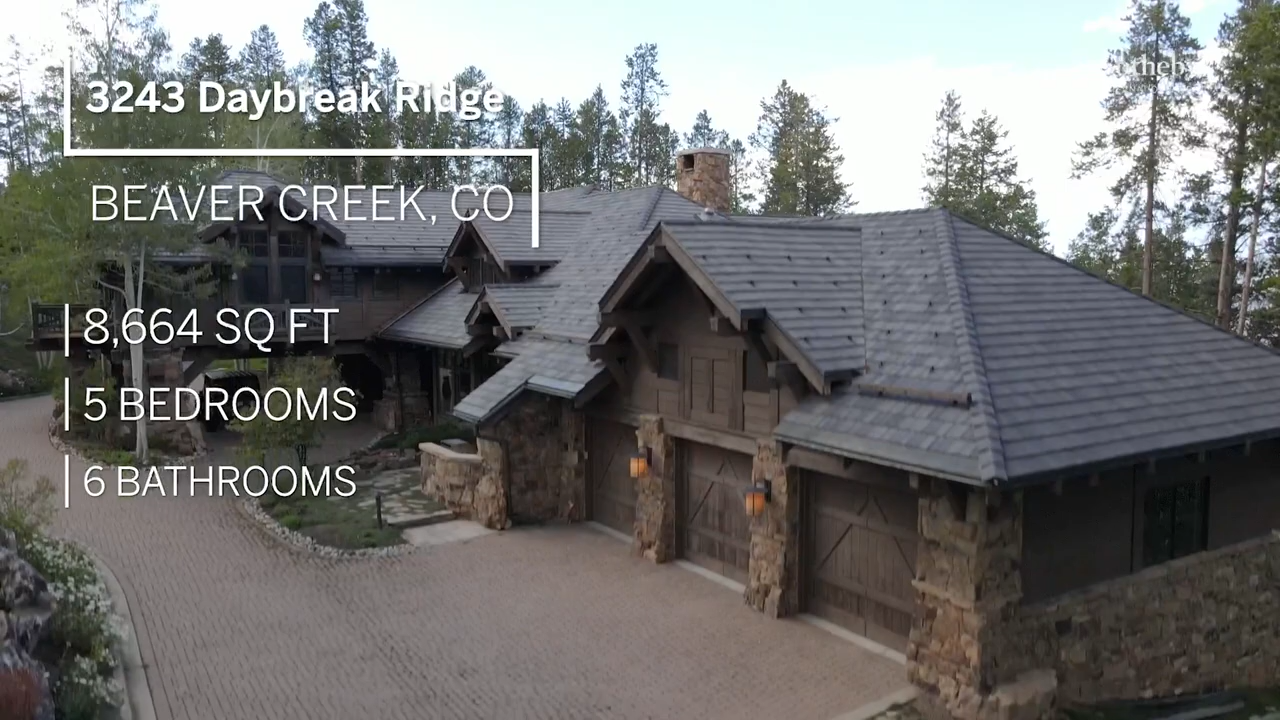 3243 Daybreak Ridge
BEAVER CREEK, CO
8,664 SQ FT
5 BEDROOMS
6 BATHROOMS